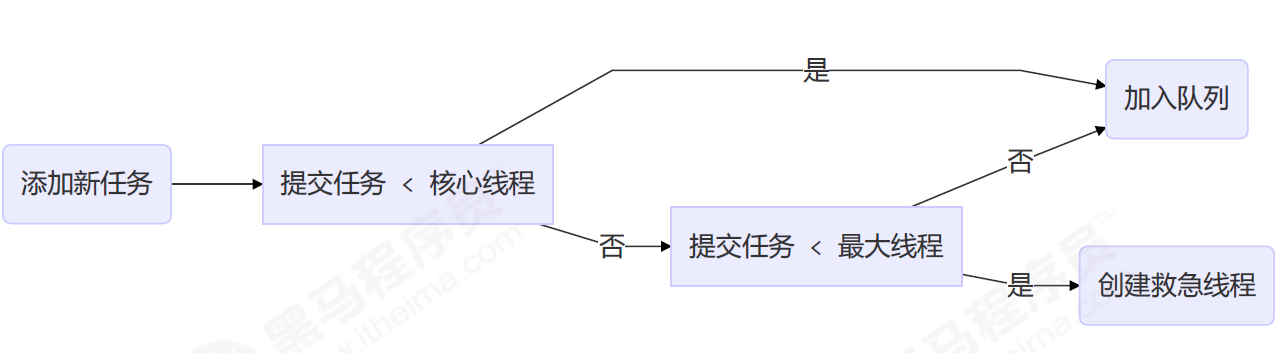 是
加入队列
添加新任务
提交任务 < 核心线程
否
否
提交任务 < 最大线程
是
创建救急线程
黑马程序员™
www.itheima.com
黑马程序员™
itheima.com